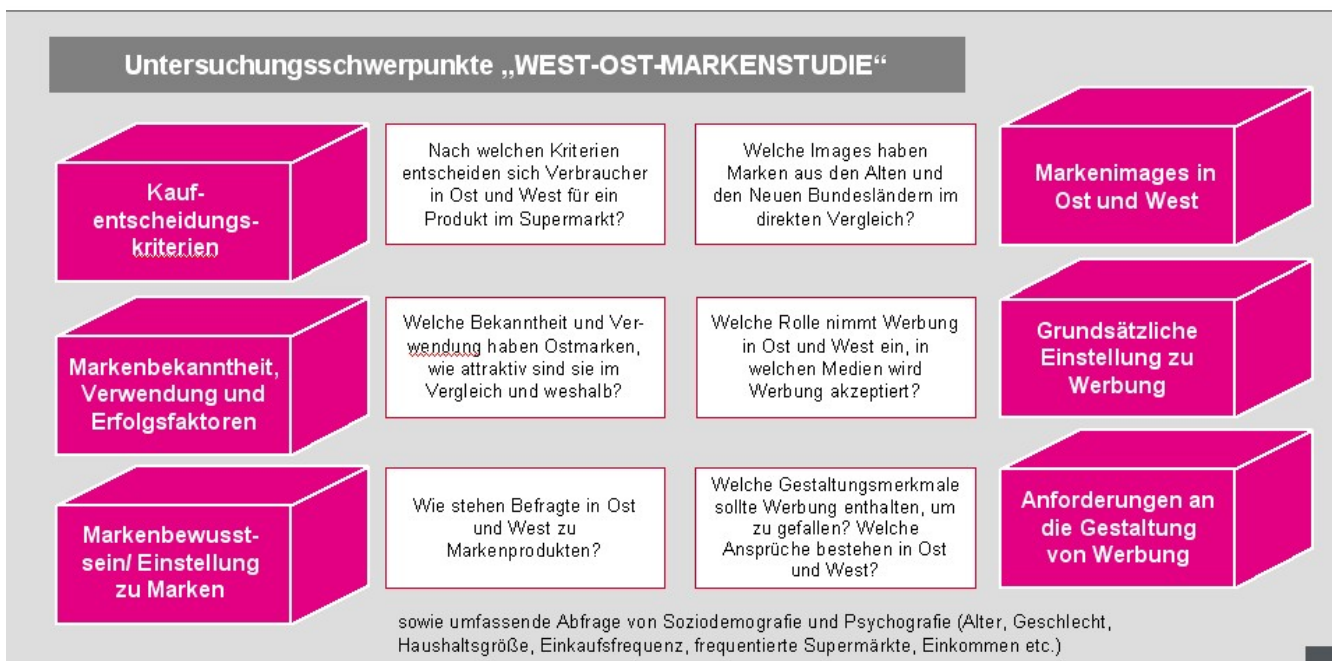 Untersuchungsschwerpunkte „WEST-OST-MARKENSTUDIE“
Kauf-
entscheidungs-
kriterien
Nach welchen Kriterien
entscheiden sich Verbraucher
in Ost und West für ein
Produkt im Supermarkt?
Welche Images haben
Marken aus den Alten und
den Neuen Bundesländern im
direkten Vergleich?
Markenimages in
Ost und West
Markenbekanntheit,
Verwendung und
Erfolgsfaktoren
Welche Bekanntheit und Ver-
wendung haben Ostmarken,
wie attraktiv sind sie im
Vergleich und weshalb?
Welche Rolle nimmt Werbung
in Ost und West ein, in
welchen Medien wird
Werbung akzeptiert?
Grundsätzliche
Einstellung zu
Werbung
Markenbewusst-
sein/ Einstellung
zu Marken
Wie stehen Befragte in Ost
und West zu
Markenprodukten?
Welche Gestaltungsmerkmale
sollte Werbung enthalten, um
zu gefallen? Welche
Ansprüche bestehen in Ost
und West?
Anforderungen an
die Gestaltung
von Werbung
sowie umfassende Abfrage von Soziodemografie und Psychografie (Alter, Geschlecht,
Haushaltsgröße, Einkaufsfrequenz, frequentierte Supermärkte, Einkommen etc.)